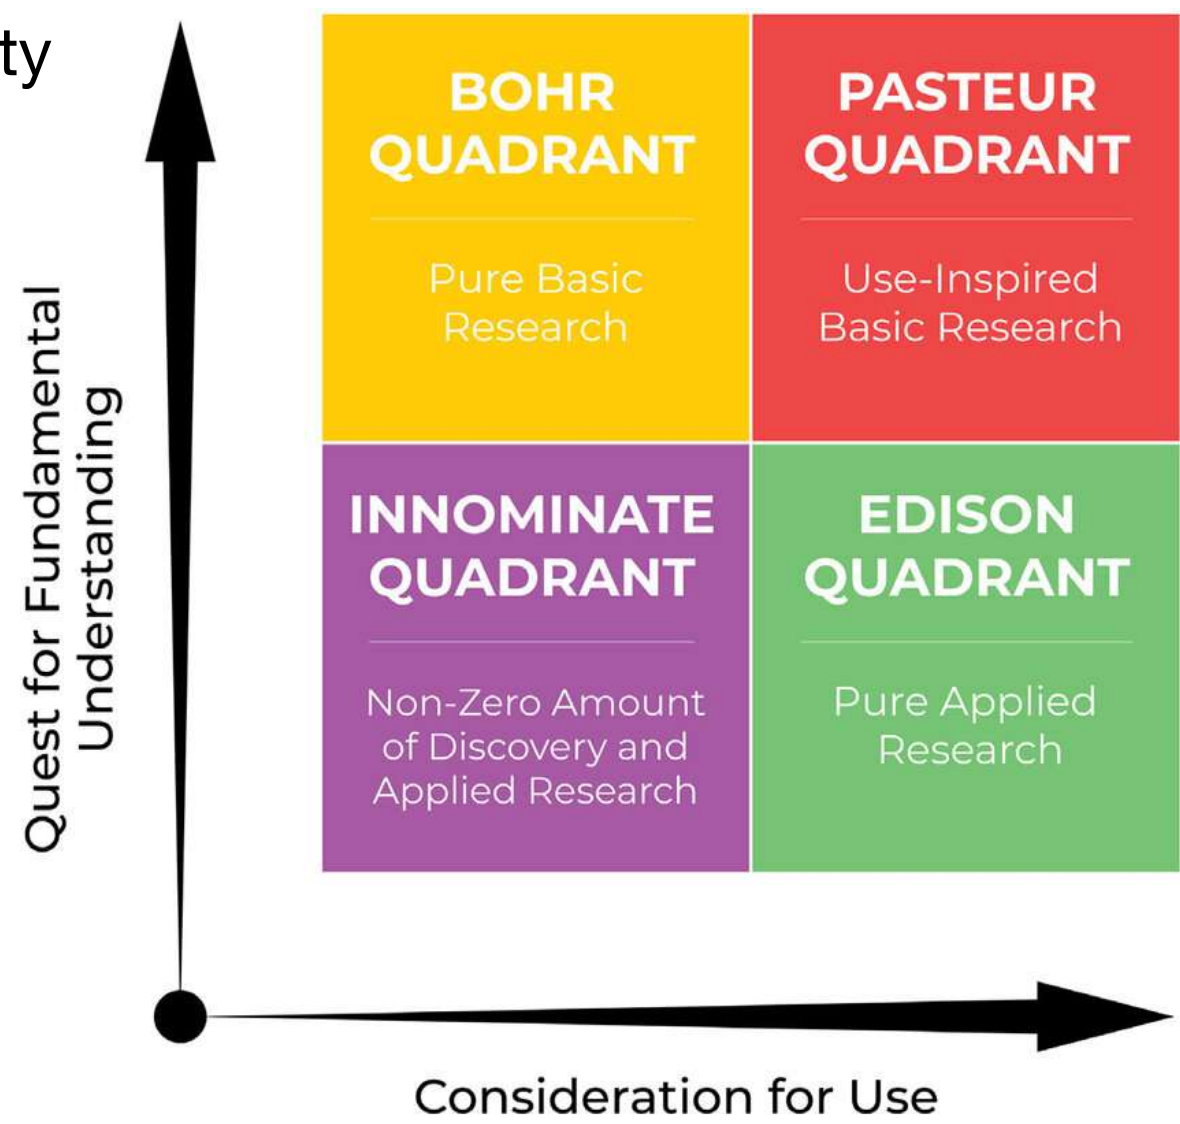 ty
BOHR
QUADRANT
Pure Basic
Research
PASTEUR
QUADRANT
Use-Inspired
Basic Research
INNOMINATE
QUADRANT
Non-Zero Amount
of Discovery and
Applied Research
EDISON
QUADRANT
Pure Applied
Research
Quest for Fundamental
Understanding
Consideration for Use